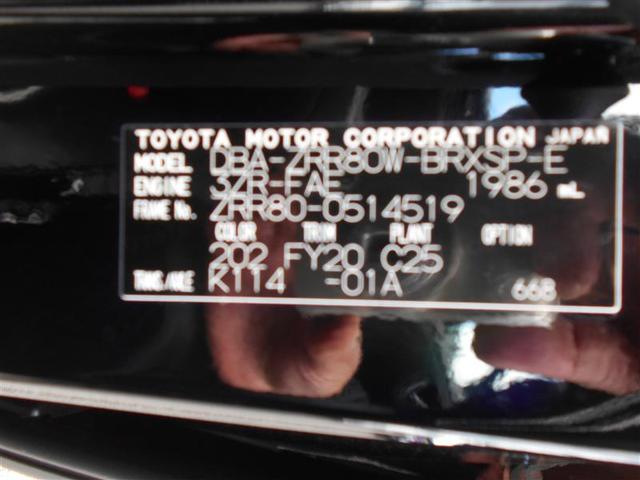 TOYOTA MOTOR CORPORATION JAPAN
MODEL DBA-ZRR80W-BRXSP-E
ENGINE 3ZR-FAE 1986 mL
FRAME No. ZRR80-0514519
COLOR TRIM PLANT OPTION
202 FY20 C25
TRANS/AXLE K114 -01A 668